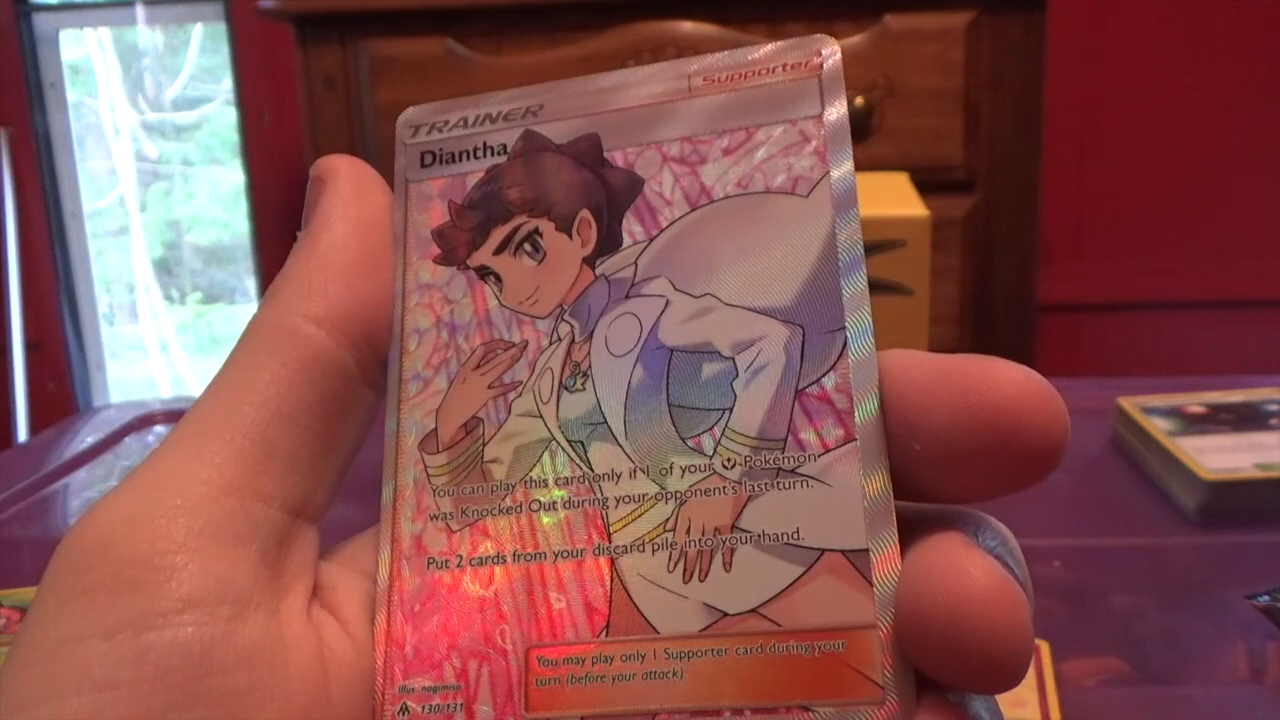 Supporter
TRAINER
Diantha
You can play this card only if 1 of your Pokémon
was Knocked Out during your opponent's last turn.
Put 2 cards from your discard pile into your hand.
You may play only 1 Supporter card during your
turn (before your attack).
Illus. nagimiso
130/131